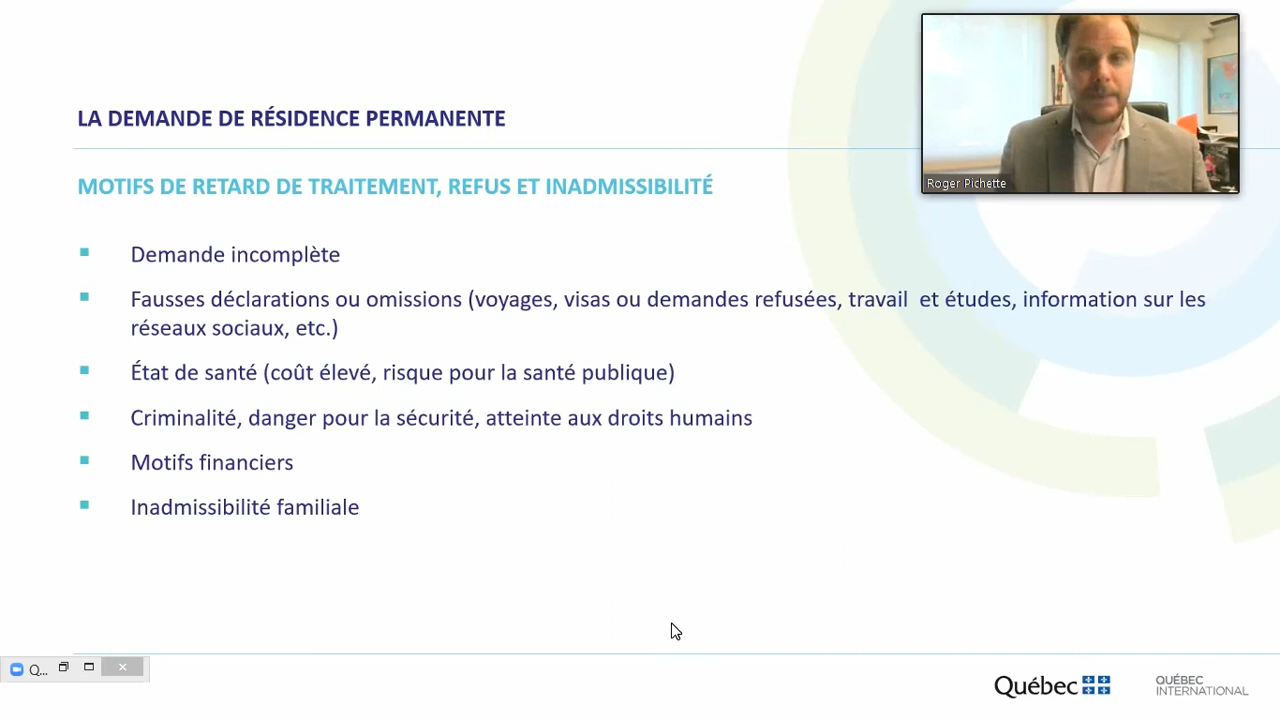 LA DEMANDE DE RÉSIDENCE PERMANENTE
MOTIFS DE RETARD DE TRAITEMENT, REFUS ET INADMISSIBILITÉ
Demande incomplète
Fausses déclarations ou omissions (voyages, visas ou demandes refusées, travail et études, information sur les
réseaux sociaux, etc.)
État de santé (coût élevé, risque pour la santé publique)
Criminalité, danger pour la sécurité, atteinte aux droits humains
Motifs financiers
Inadmissibilité familiale
Roger Pichette
Q...
Québec
QUÉBEC
INTERNATIONAL